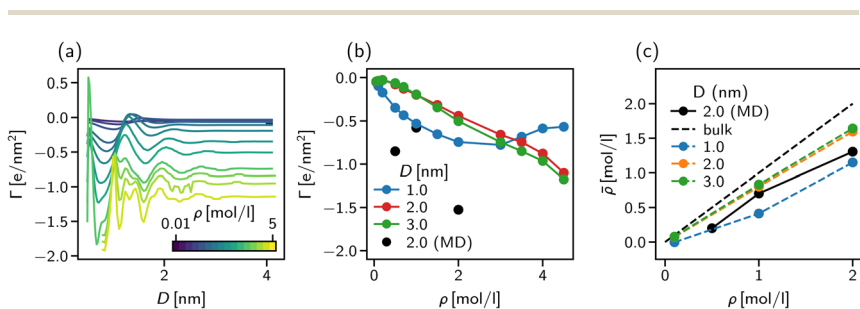 (a)
0.5
0.0
−0.5
−1.0
−1.5
−2.0
Γ [e/nm²]
ρ [mol/l]
0.01
5
2
4
D [nm]
(b)
0.0
−0.5
−1.0
−1.5
−2.0
Γ [e/nm²]
D [nm]
1.0
2.0
3.0
2.0 (MD)
0
2
4
ρ [mol/l]
(c)
2.0
1.5
1.0
0.5
0.0
ρ̄ [mol/l]
D (nm)
2.0 (MD)
bulk
1.0
2.0
3.0
0
1
2
ρ [mol/l]